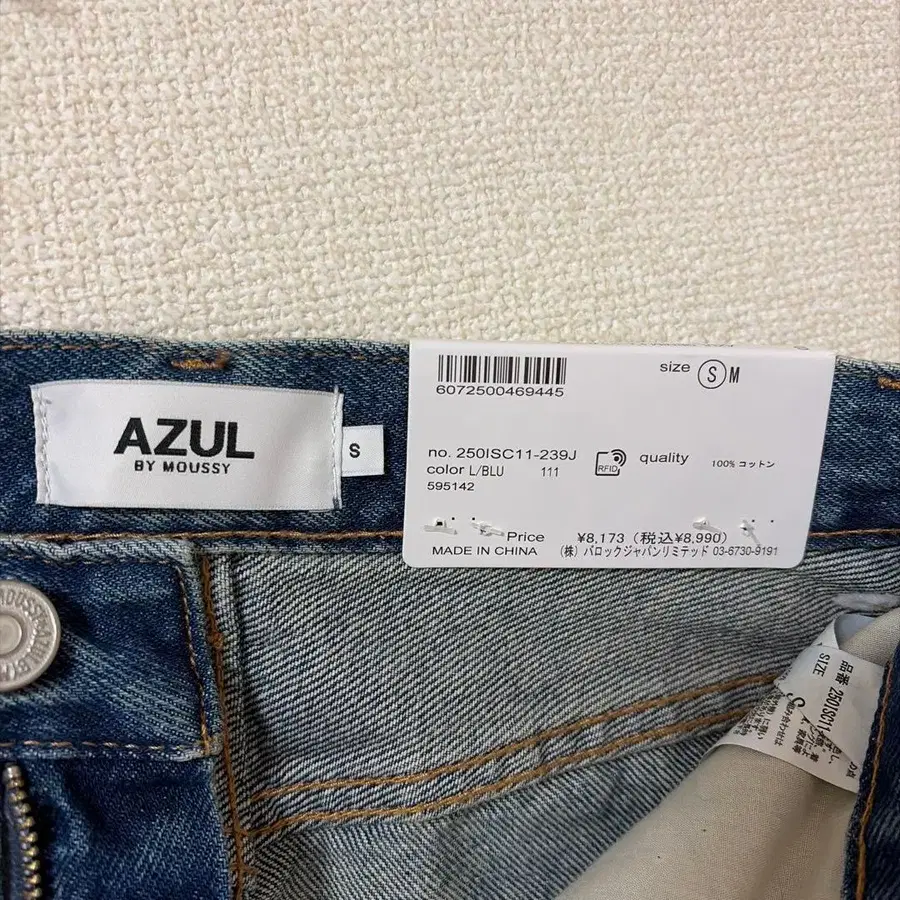 AZUL
BY MOUSSY
S
6072500469445
size S M
no. 250ISC11-239J
color L/BLU 111
595142
RFID
quality 100% コットン
Price ¥8,173（税込¥8,990）
MADE IN CHINA (株) バロックジャパンリミテッド 03-6730-9191
品番 250ISC11
SIZE S